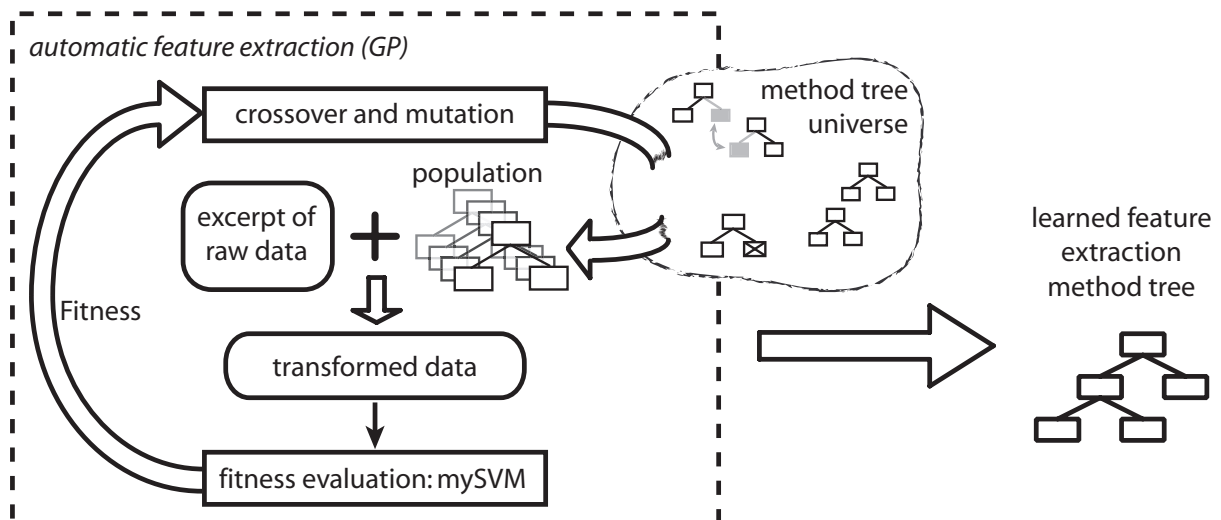 automatic feature extraction (GP)
crossover and mutation
method tree
universe
population
excerpt of
raw data
learned feature
extraction
method tree
Fitness
transformed data
fitness evaluation: mySVM